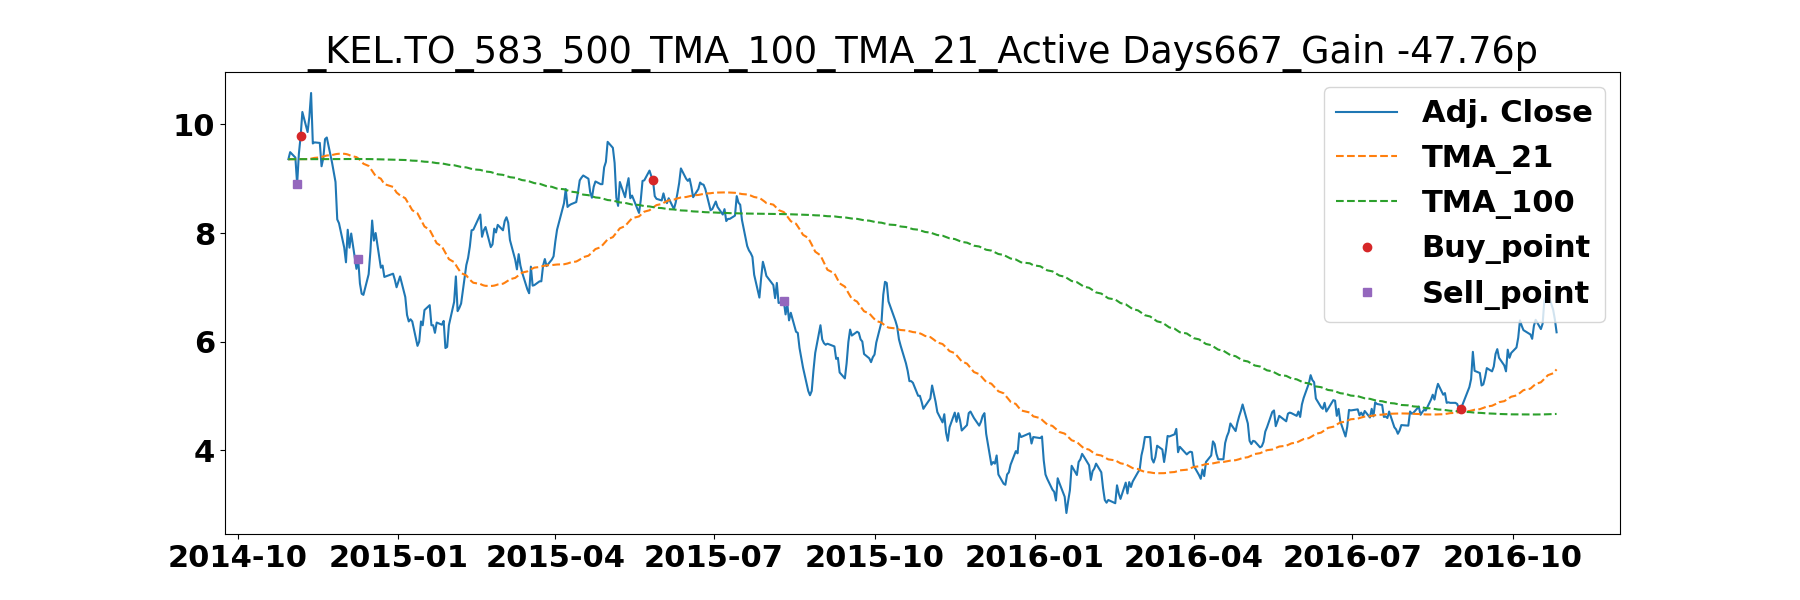 _KEL.TO_583_500_TMA_100_TMA_21_Active Days667_Gain -47.76p
10
8
6
4
Adj. Close
TMA_21
TMA_100
Buy_point
Sell_point
2014-10 2015-01 2015-04 2015-07 2015-10 2016-01 2016-04 2016-07 2016-10